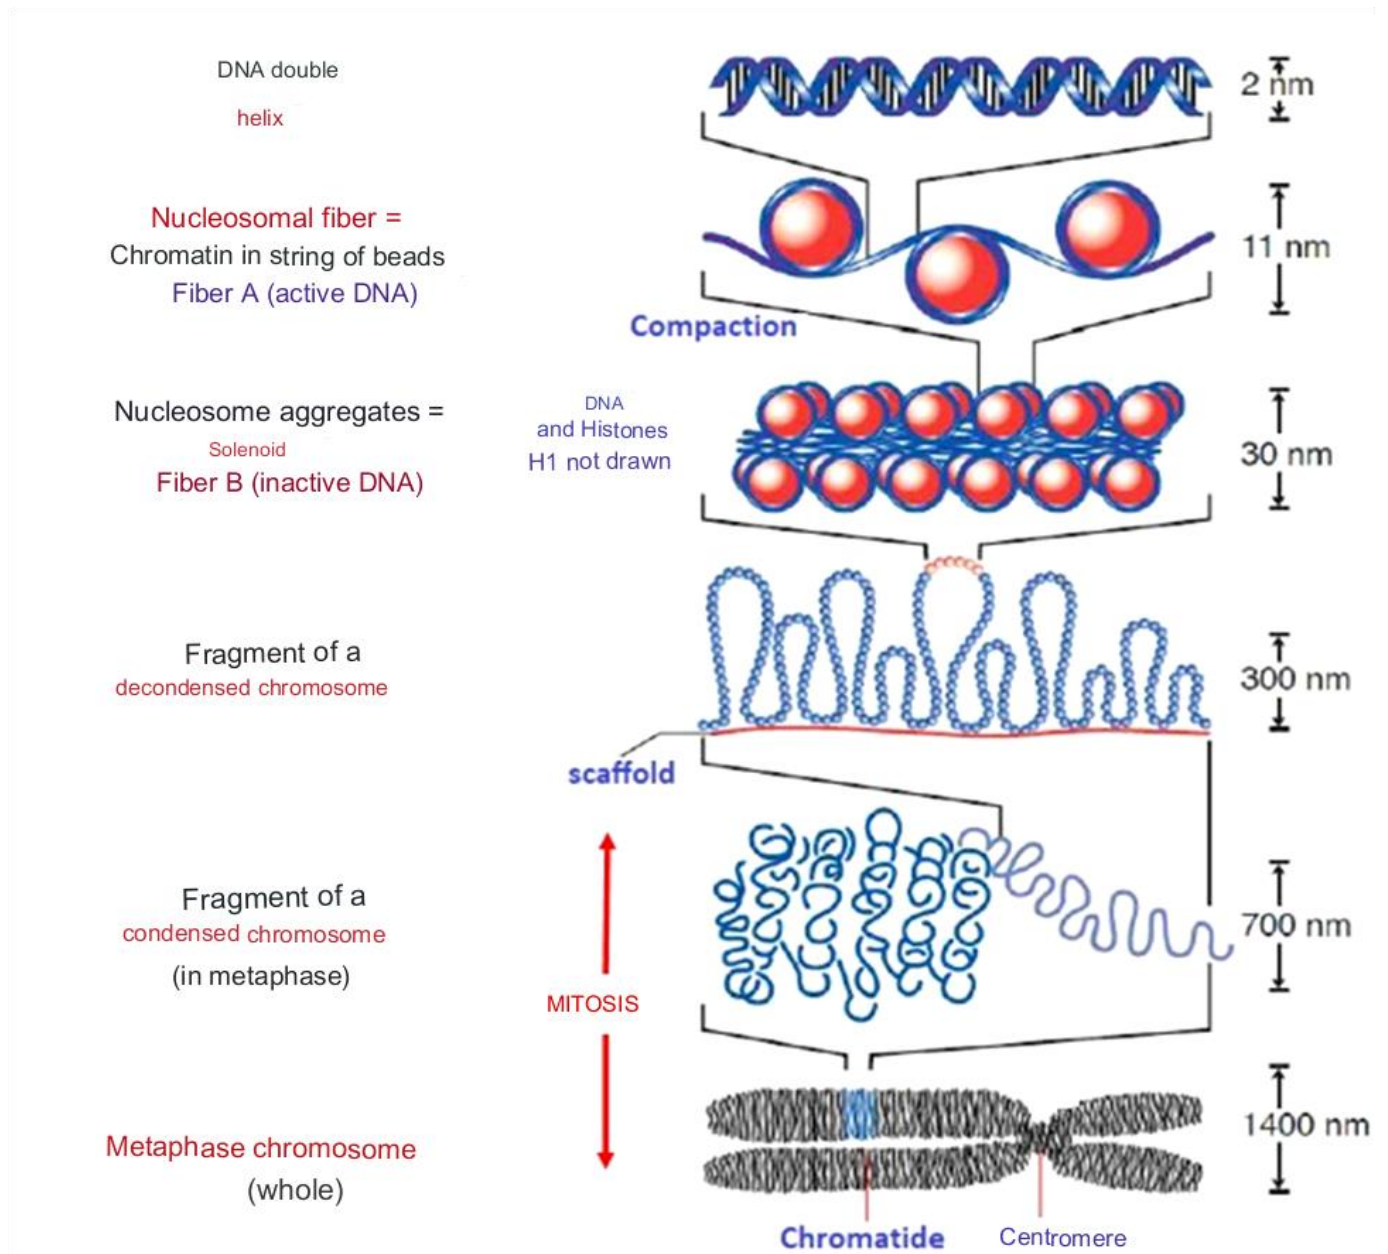 DNA double
helix
2 nm
Nucleosomal fiber =
Chromatin in string of beads
Fiber A (active DNA)
11 nm
Compaction
Nucleosome aggregates =
Solenoid
Fiber B (inactive DNA)
DNA
and Histones
H1 not drawn
30 nm
Fragment of a
decondensed chromosome
300 nm
scaffold
Fragment of a
condensed chromosome
(in metaphase)
700 nm
MITOSIS
Metaphase chromosome
(whole)
1400 nm
Chromatide
Centromere